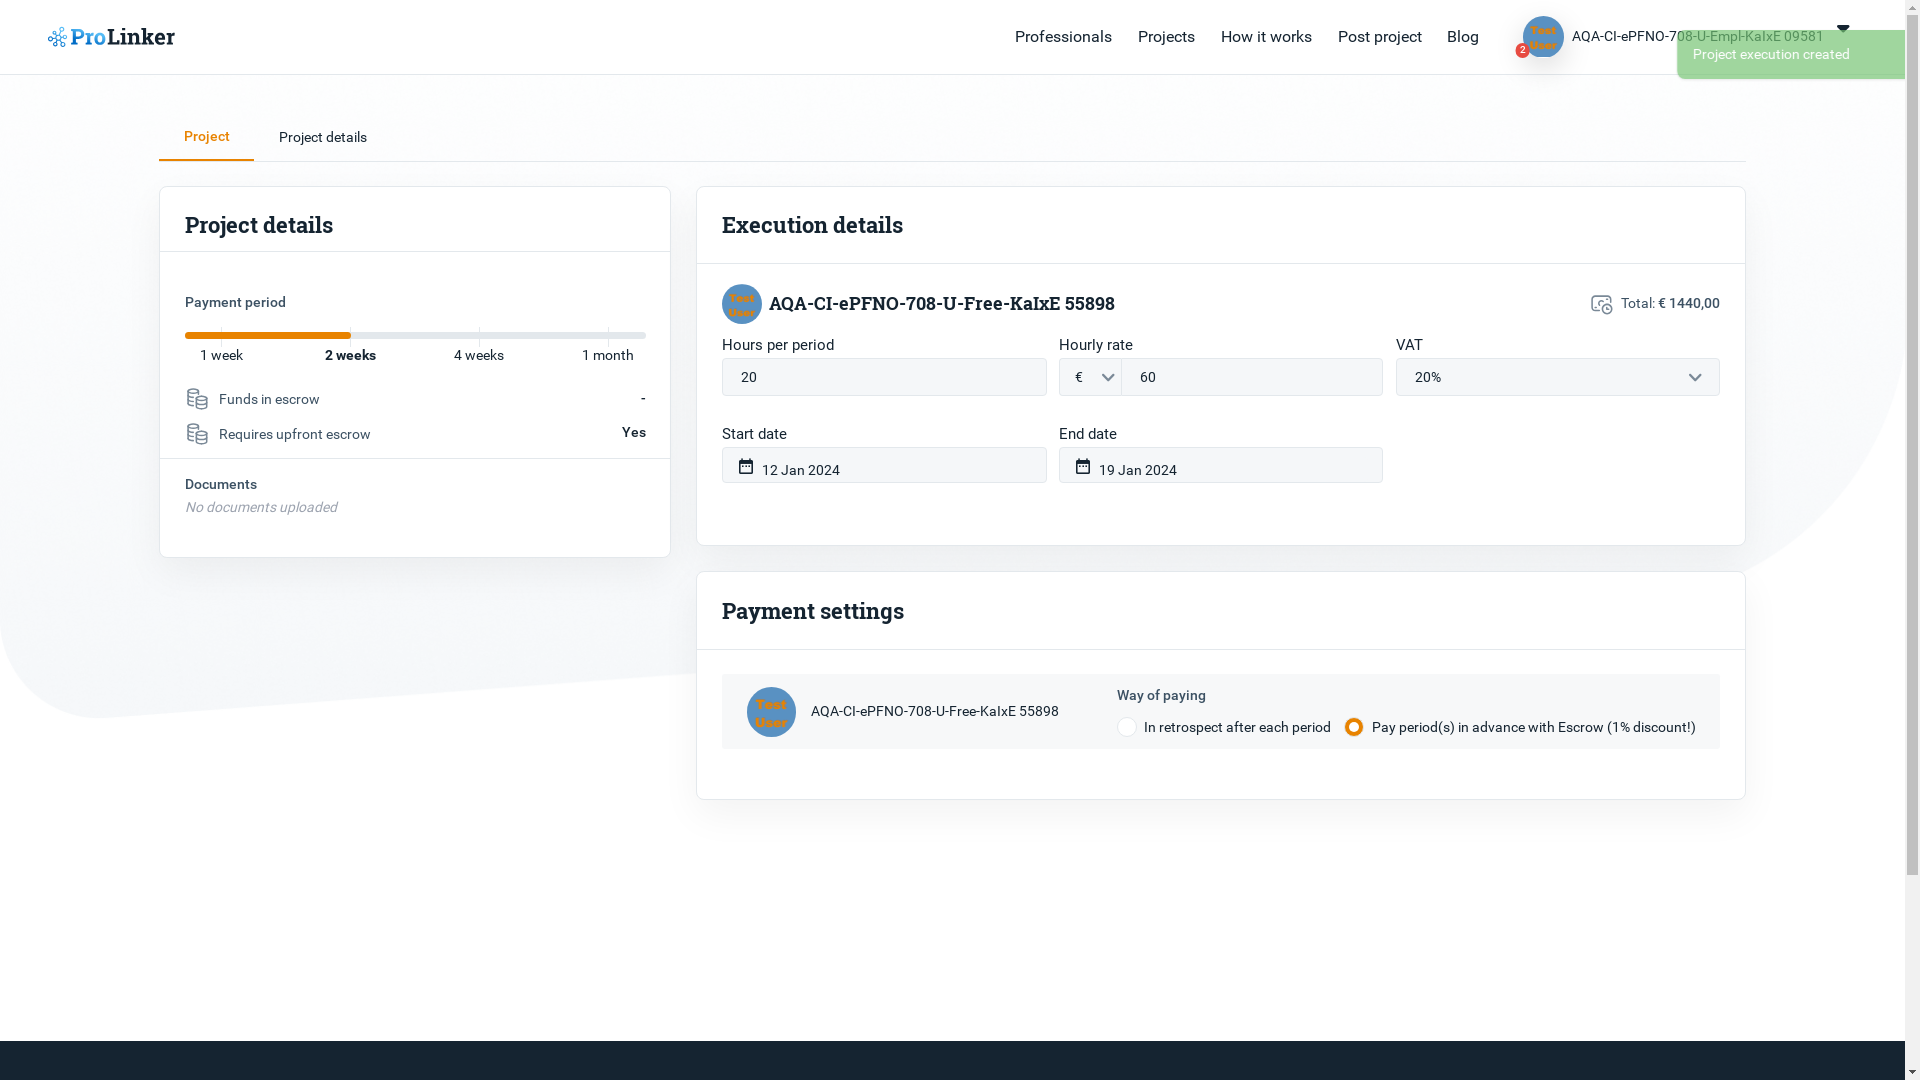 ProLinker
Professionals
Projects
How it works
Post project
Blog
Test
User
2
AQA-CI-ePFNO-708-U-Empl-KaIxE 09581
Project execution created
Project
Project details
Project details
Payment period
1 week
2 weeks
4 weeks
1 month
Funds in escrow
-
Requires upfront escrow
Yes
Documents
No documents uploaded
Execution details
Test
User
AQA-CI-ePFNO-708-U-Free-KaIxE 55898
Total: € 1440,00
Hours per period
Hourly rate
VAT
20
€
60
20%
Start date
End date
12 Jan 2024
19 Jan 2024
Payment settings
Test
User
AQA-CI-ePFNO-708-U-Free-KaIxE 55898
Way of paying
In retrospect after each period
Pay period(s) in advance with Escrow (1% discount!)